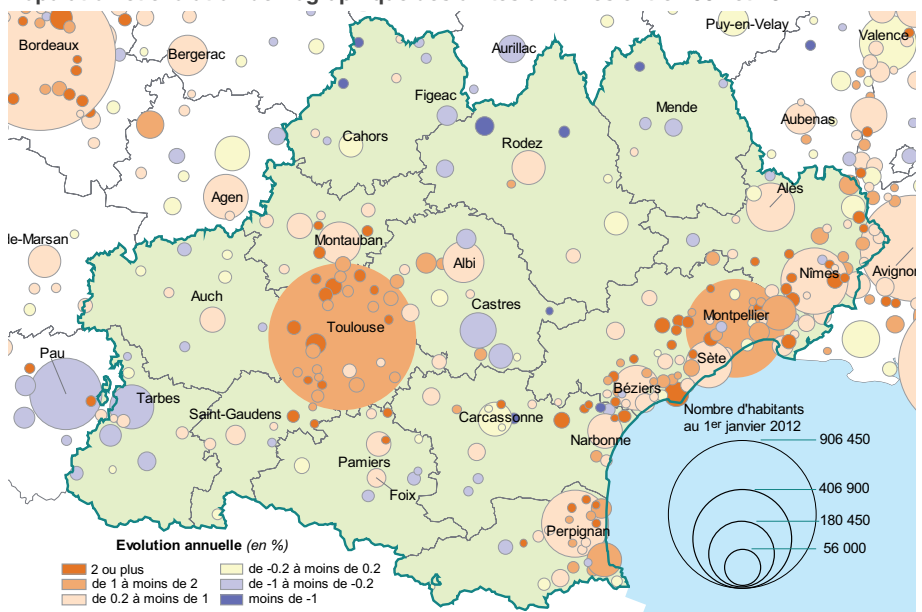 Puy-en-Velay
Bordeaux
Aurillac
Valence
Bergerac
Figeac
Mende
Aubenas
Cahors
Rodez
Agen
Alès
le-Marsan
Montauban
Albi
Nîmes
Avignon
Auch
Castres
Toulouse
Montpellier
Pau
Sète
Tarbes
Béziers
Saint-Gaudens
Carcassonne
Narbonne
Pamiers
Foix
Perpignan
Nombre d'habitants
au 1er janvier 2012
906 450
406 900
180 450
56 000
Evolution annuelle (en %)
2 ou plus
de 1 à moins de 2
de 0.2 à moins de 1
de -0.2 à moins de 0.2
de -1 à moins de -0.2
moins de -1